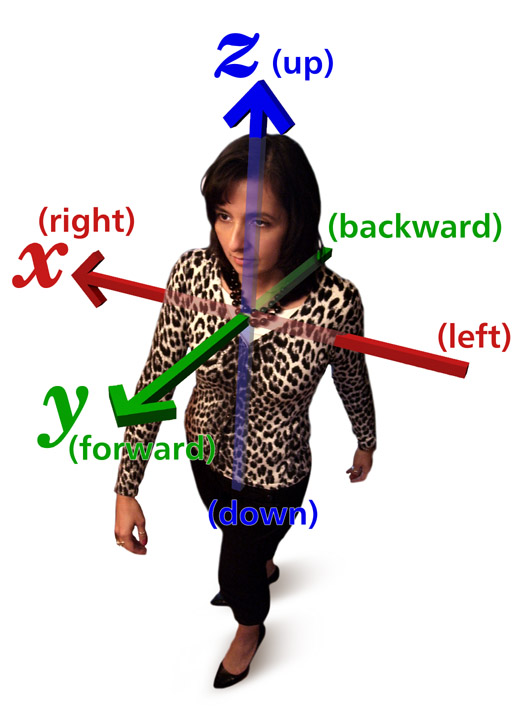 z (up)
(right)
x
(backward)
(left)
y
(forward)
(down)